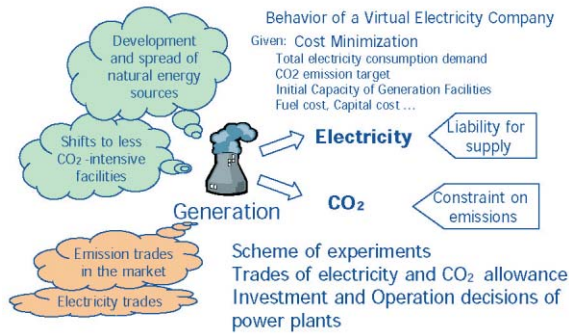 Behavior of a Virtual Electricity Company
Given: Cost Minimization
Total electricity consumption demand
CO2 emission target
Initial Capacity of Generation Facilities
Fuel cost, Capital cost ...
Development
and spread of
natural energy
sources
Shifts to less
CO₂-intensive
facilities
Generation
Electricity
Liability for
supply
CO₂
Constraint on
emissions
Emission trades
in the market
Electricity trades
Scheme of experiments
Trades of electricity and CO₂ allowance
Investment and Operation decisions of
power plants